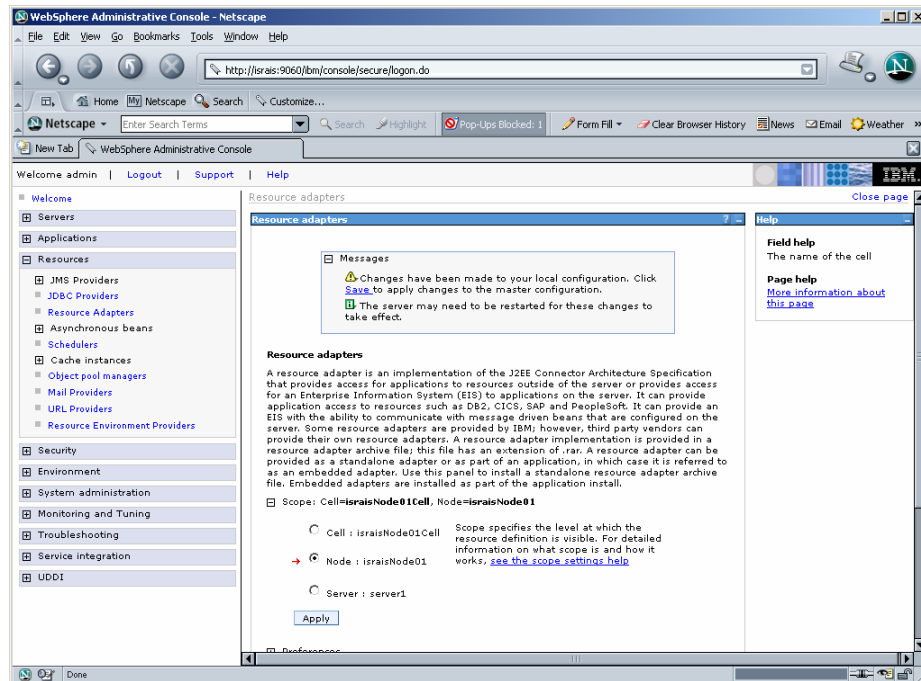 WebSphere Administrative Console - Netscape
File Edit View Go Bookmarks Tools Window Help
http://israis:9060/ibm/console/secure/logon.do
Home My Netscape Search Customize...
Netscape Enter Search Terms Search Highlight Pop-Ups Blocked: 1 Form Fill Clear Browser History News Email Weather »
New Tab WebSphere Administrative Console
Welcome admin | Logout | Support | Help
IBM.
Welcome
Servers
Applications
Resources
JMS Providers
JDBC Providers
Resource Adapters
Asynchronous beans
Schedulers
Cache instances
Object pool managers
Mail Providers
URL Providers
Resource Environment Providers
Security
Environment
System administration
Monitoring and Tuning
Troubleshooting
Service integration
UDDI
Resource adapters
Close page
Resource adapters ? _
Messages
Changes have been made to your local configuration. Click
Save to apply changes to the master configuration.
The server may need to be restarted for these changes to
take effect.
Resource adapters
A resource adapter is an implementation of the J2EE Connector Architecture Specification
that provides access for applications to resources outside of the server or provides access
for an Enterprise Information System (EIS) to applications on the server. It can provide
application access to resources such as DB2, CICS, SAP and PeopleSoft. It can provide an
EIS with the ability to communicate with message driven beans that are configured on the
server. Some resource adapters are provided by IBM; however, third party vendors can
provide their own resource adapters. A resource adapter implementation is provided in a
resource adapter archive file; this file has an extension of .rar. A resource adapter can be
provided as a standalone adapter or as part of an application, in which case it is referred to
as an embedded adapter. Use this panel to install a standalone resource adapter archive
file. Embedded adapters are installed as part of the application install.
Scope: Cell=israisNode01Cell, Node=israisNode01
Cell : israisNode01Cell
Node : israisNode01
Server : server1
Scope specifies the level at which the
resource definition is visible. For detailed
information on what scope is and how it
works, see the scope settings help
Apply
Preferences
Help _
Field help
The name of the cell
Page help
More information about
this page
Done